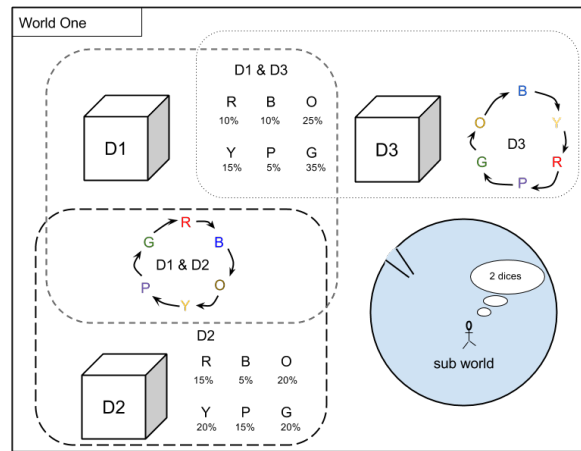 World One
D1 & D3
R B O
10% 10% 25%
Y P G
15% 5% 35%
D1
D3
B
Y
R
P
G
O
D3
R
B
O
Y
P
G
D1 & D2
2 dices
sub world
D2
R B O
15% 5% 20%
Y P G
20% 15% 20%
D2